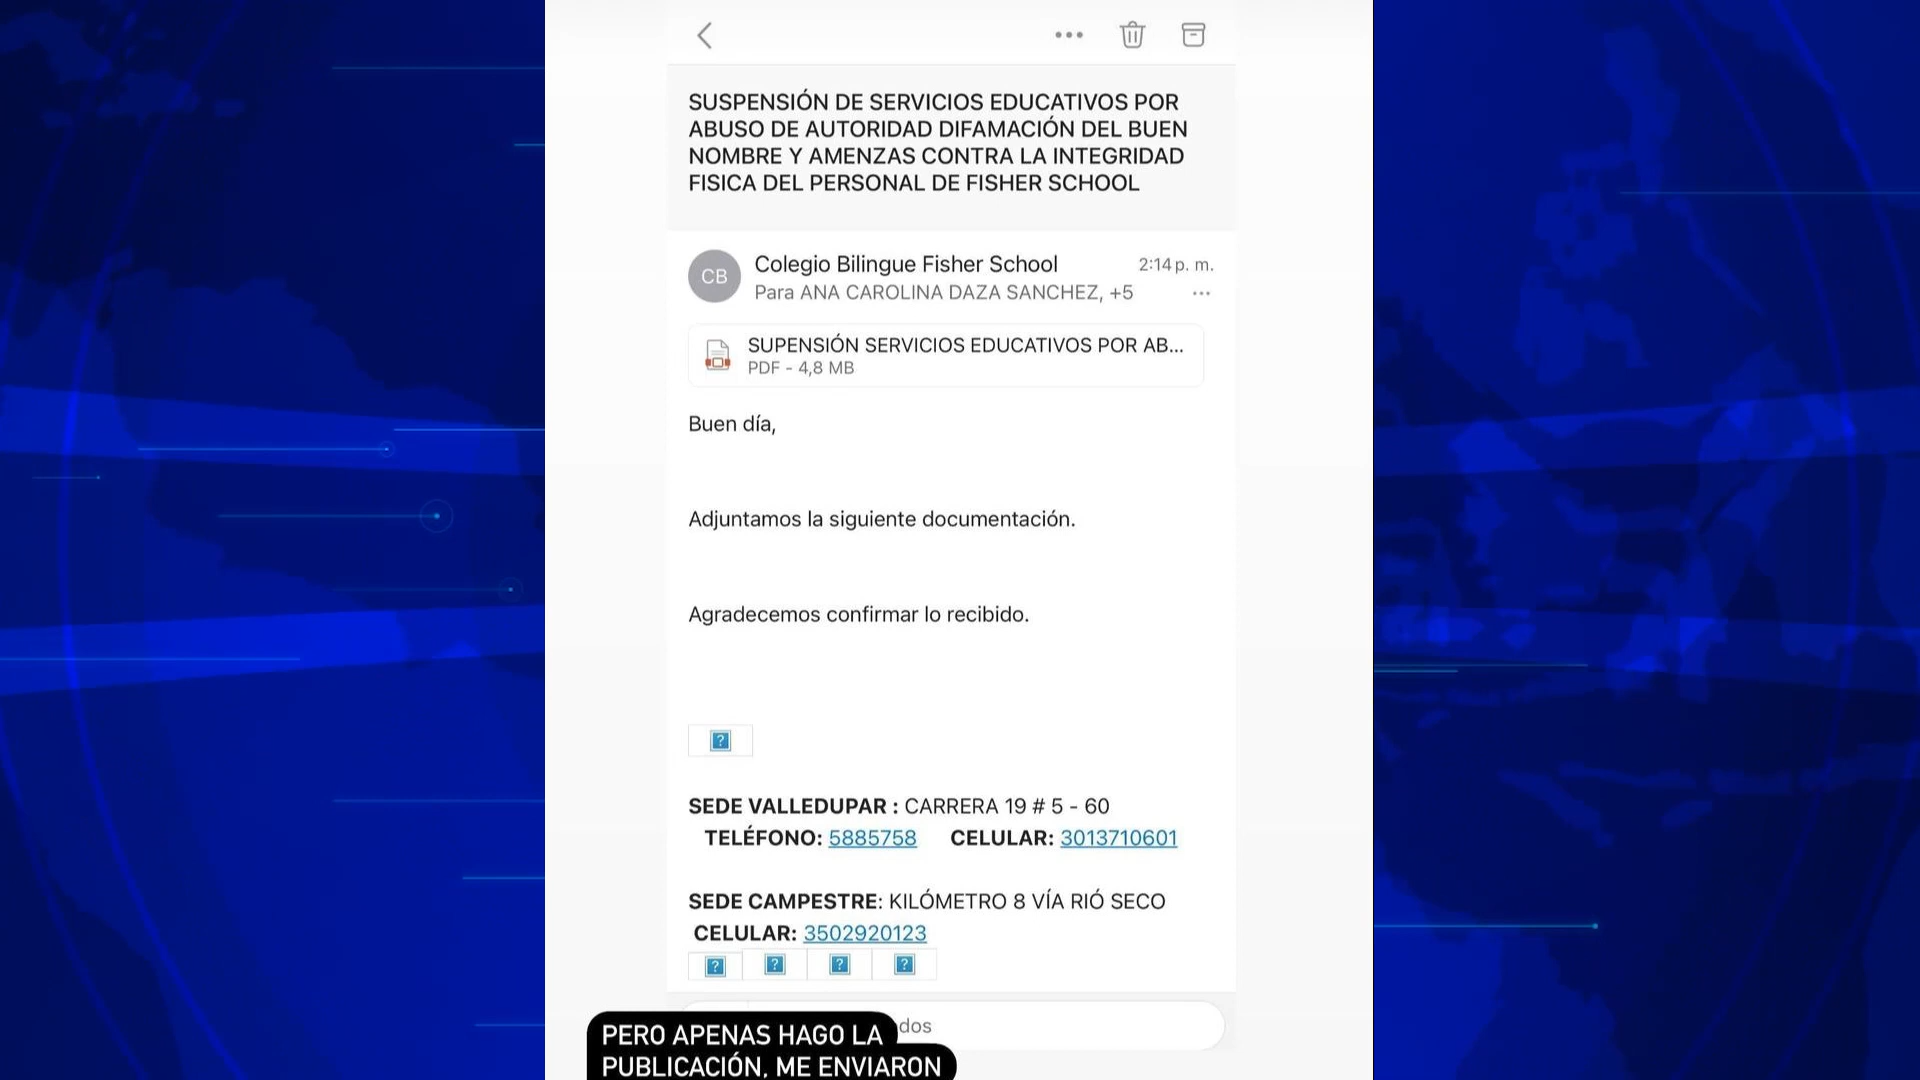 SUSPENSIÓN DE SERVICIOS EDUCATIVOS POR
ABUSO DE AUTORIDAD DIFAMACIÓN DEL BUEN
NOMBRE Y AMENZAS CONTRA LA INTEGRIDAD
FISICA DEL PERSONAL DE FISHER SCHOOL
CB
Colegio Bilingue Fisher School
2:14 p. m.
Para ANA CAROLINA DAZA SANCHEZ, +5
SUPENSIÓN SERVICIOS EDUCATIVOS POR AB...
PDF - 4,8 MB
Buen día,
Adjuntamos la siguiente documentación.
Agradecemos confirmar lo recibido.
SEDE VALLEDUPAR : CARRERA 19 # 5 - 60
TELÉFONO: 5885758 CELULAR: 3013710601
SEDE CAMPESTRE: KILÓMETRO 8 VÍA RIÓ SECO
CELULAR: 3502920123
PERO APENAS HAGO LA
PUBLICACIÓN, ME ENVIARON